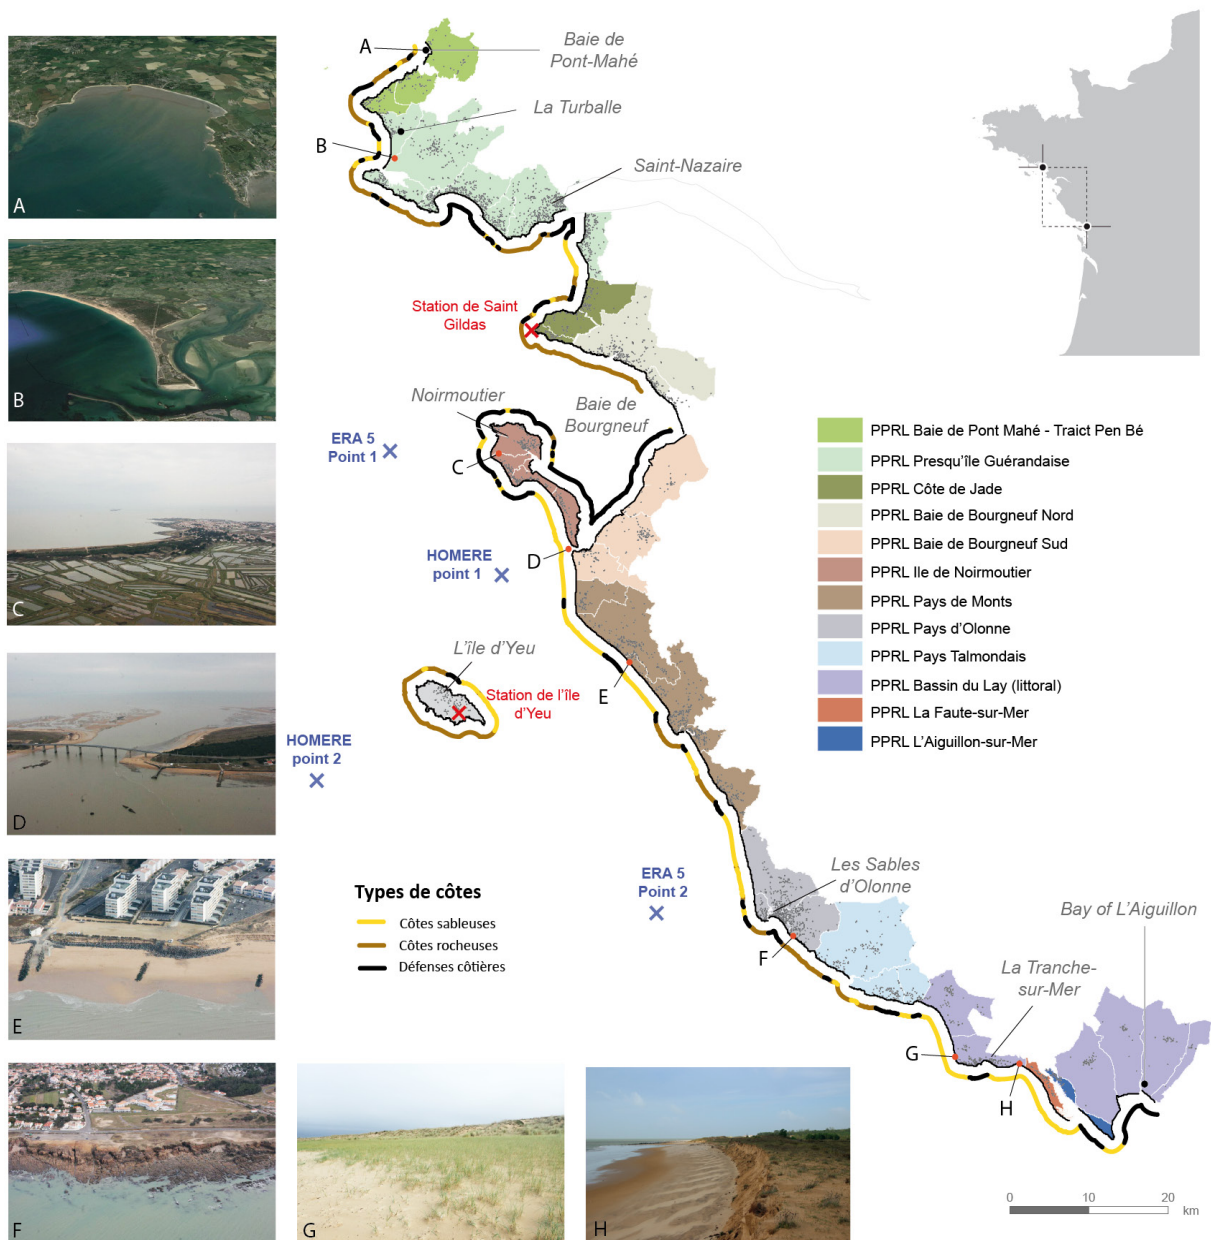 A
Baie de
Pont-Mahé
La Turballe
B
Saint-Nazaire
A
Station de Saint
Gildas
B
Noirmoutier
Baie de
Bourgneuf
ERA 5
Point 1
C
PPRL Baie de Pont Mahé - Traict Pen Bé
PPRL Presqu'île Guérandaise
PPRL Côte de Jade
PPRL Baie de Bourgneuf Nord
PPRL Baie de Bourgneuf Sud
PPRL Ile de Noirmoutier
PPRL Pays de Monts
PPRL Pays d'Olonne
PPRL Pays Talmondais
PPRL Bassin du Lay (littoral)
PPRL La Faute-sur-Mer
PPRL L'Aiguillon-sur-Mer
HOMERE
point 1
D
C
L'île d'Yeu
Station de l'île
d'Yeu
E
HOMERE
point 2
D
ERA 5
Point 2
Les Sables
d'Olonne
Bay of L'Aiguillon
Types de côtes
Côtes sableuses
Côtes rocheuses
Défenses côtières
F
La Tranche-
sur-Mer
E
G
H
F
G
H
0
10
20
km